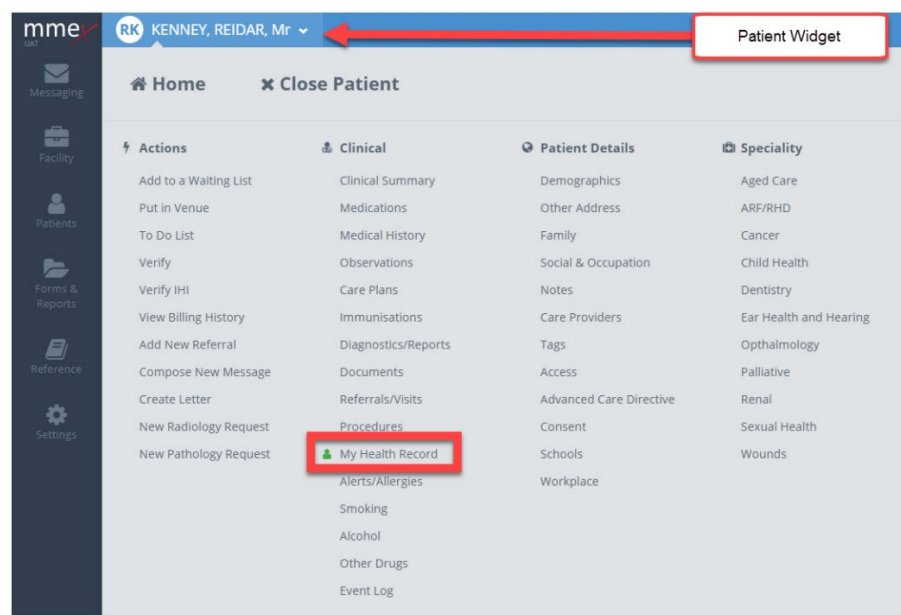 mmex
UAT
RK KENNEY, REIDAR, Mr
Patient Widget
Messaging
Facility
Patients
Forms &
Reports
Reference
Settings
Home
Close Patient
Actions
Add to a Waiting List
Put in Venue
To Do List
Verify
Verify IHI
View Billing History
Add New Referral
Compose New Message
Create Letter
New Radiology Request
New Pathology Request
Clinical
Clinical Summary
Medications
Medical History
Observations
Care Plans
Immunisations
Diagnostics/Reports
Documents
Referrals/Visits
Procedures
My Health Record
Alerts/Allergies
Smoking
Alcohol
Other Drugs
Event Log
Patient Details
Demographics
Other Address
Family
Social & Occupation
Notes
Care Providers
Tags
Access
Advanced Care Directive
Consent
Schools
Workplace
Speciality
Aged Care
ARF/RHD
Cancer
Child Health
Dentistry
Ear Health and Hearing
Opthalmology
Palliative
Renal
Sexual Health
Wounds